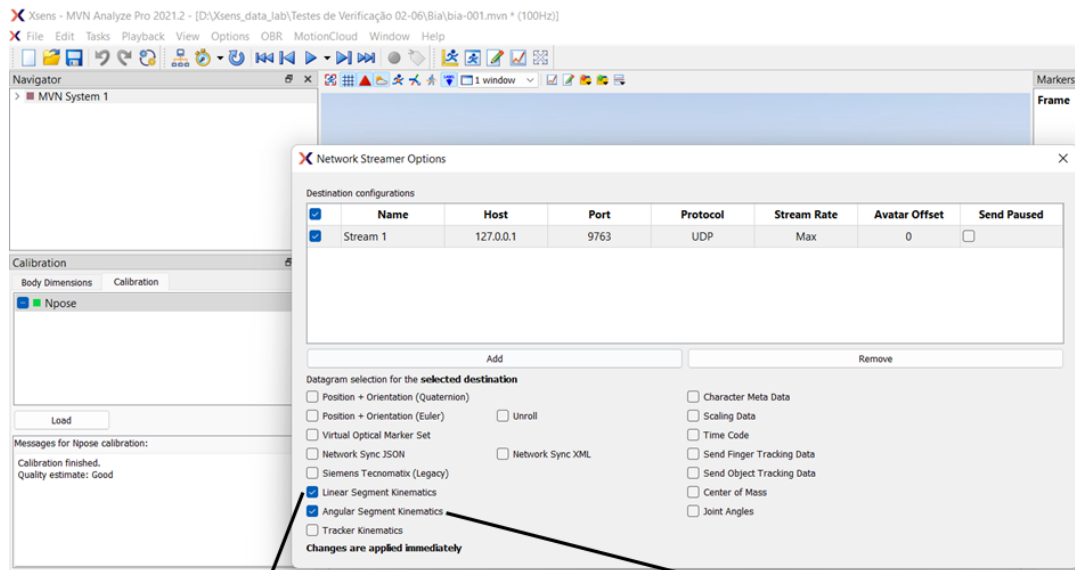 Xsens - MVN Analyze Pro 2021.2 - [D:\Xsens_data_lab\Testes de Verificação 02-06\Bia\bia-001.mvn * (100Hz)]
File Edit Tasks Playback View Options OBR MotionCloud Window Help
Navigator
1 window
Markers
MVN System 1
Frame
Network Streamer Options
Destination configurations
Name Host Port Protocol Stream Rate Avatar Offset Send Paused
Stream 1 127.0.0.1 9763 UDP Max 0
Calibration
Body Dimensions Calibration
Npose
Add Remove
Datagram selection for the selected destination
Position + Orientation (Quaternion) Character Meta Data
Position + Orientation (Euler) Unroll Scaling Data
Virtual Optical Marker Set Time Code
Network Sync JSON Network Sync XML Send Finger Tracking Data
Siemens Tecnomatix (Legacy) Send Object Tracking Data
Linear Segment Kinematics Center of Mass
Angular Segment Kinematics Joint Angles
Tracker Kinematics
Changes are applied immediately
Load
Messages for Npose calibration:
Calibration finished.
Quality estimate: Good